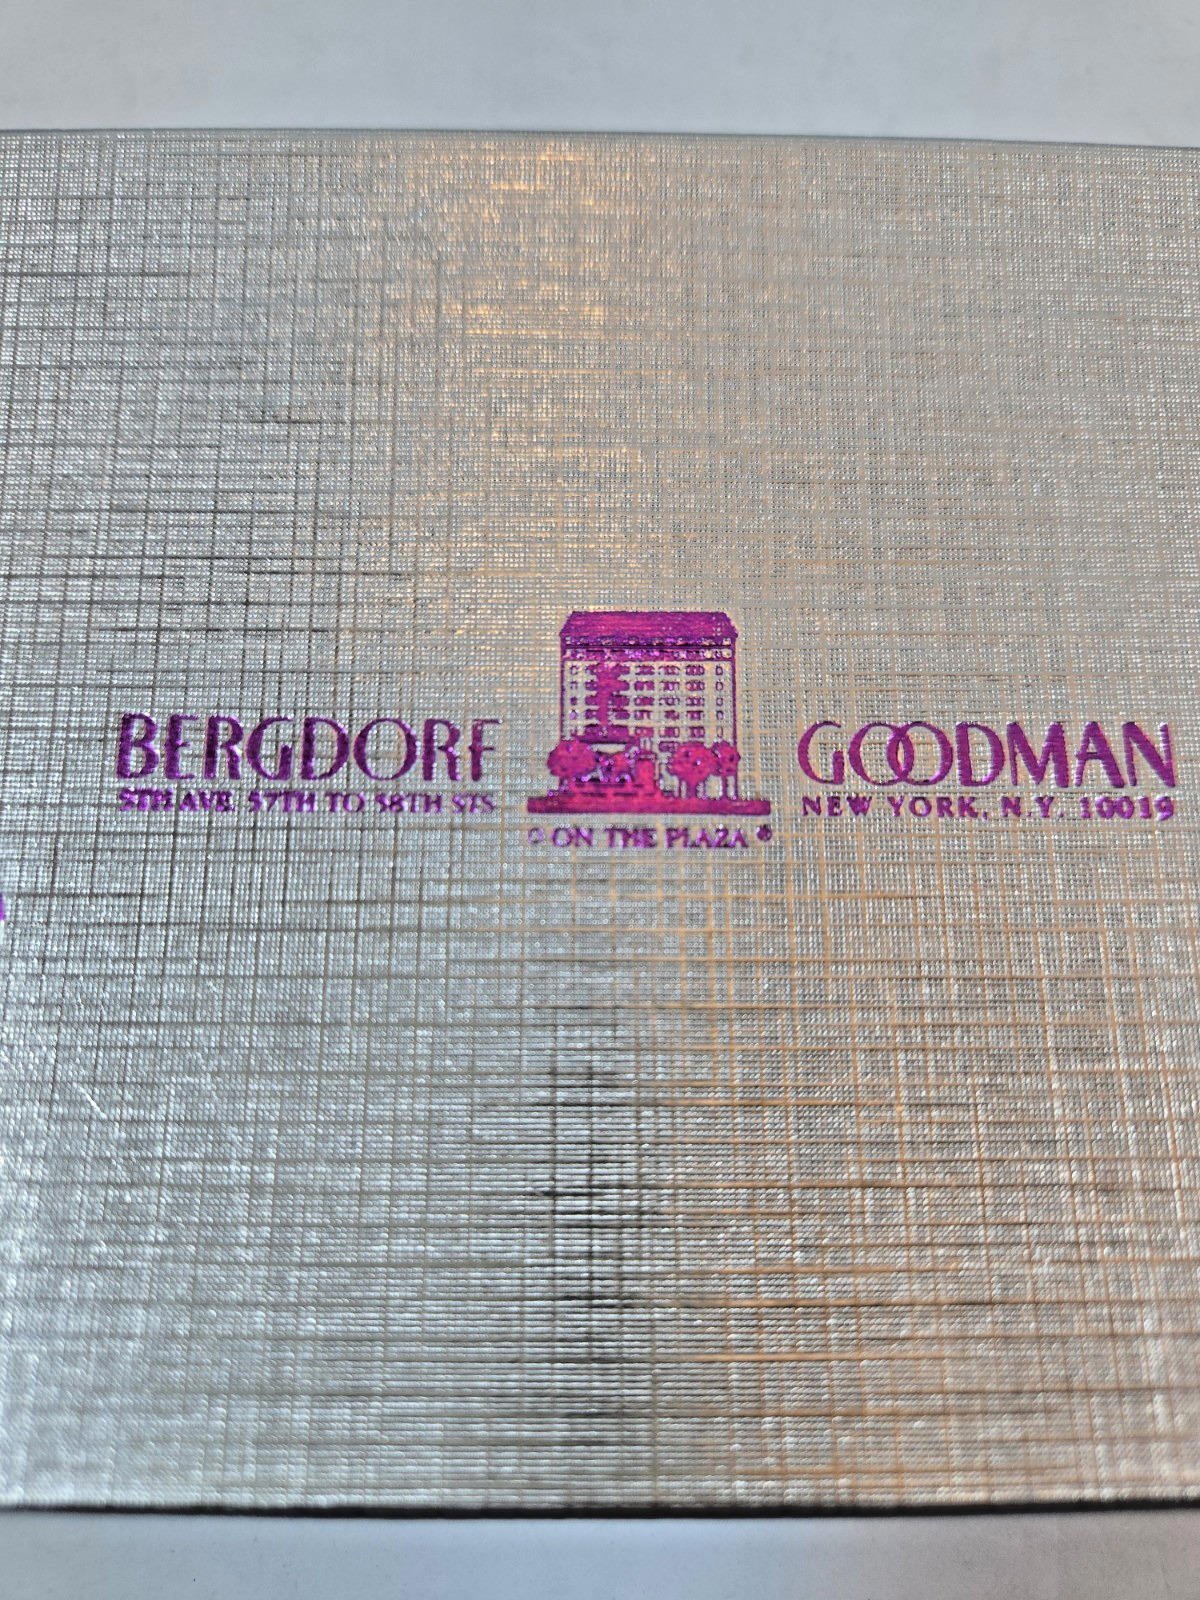 BERGDORF GOODMAN
5TH AVE. 57TH TO 58TH STS NEW YORK, N.Y. 10019
ON THE PLAZA